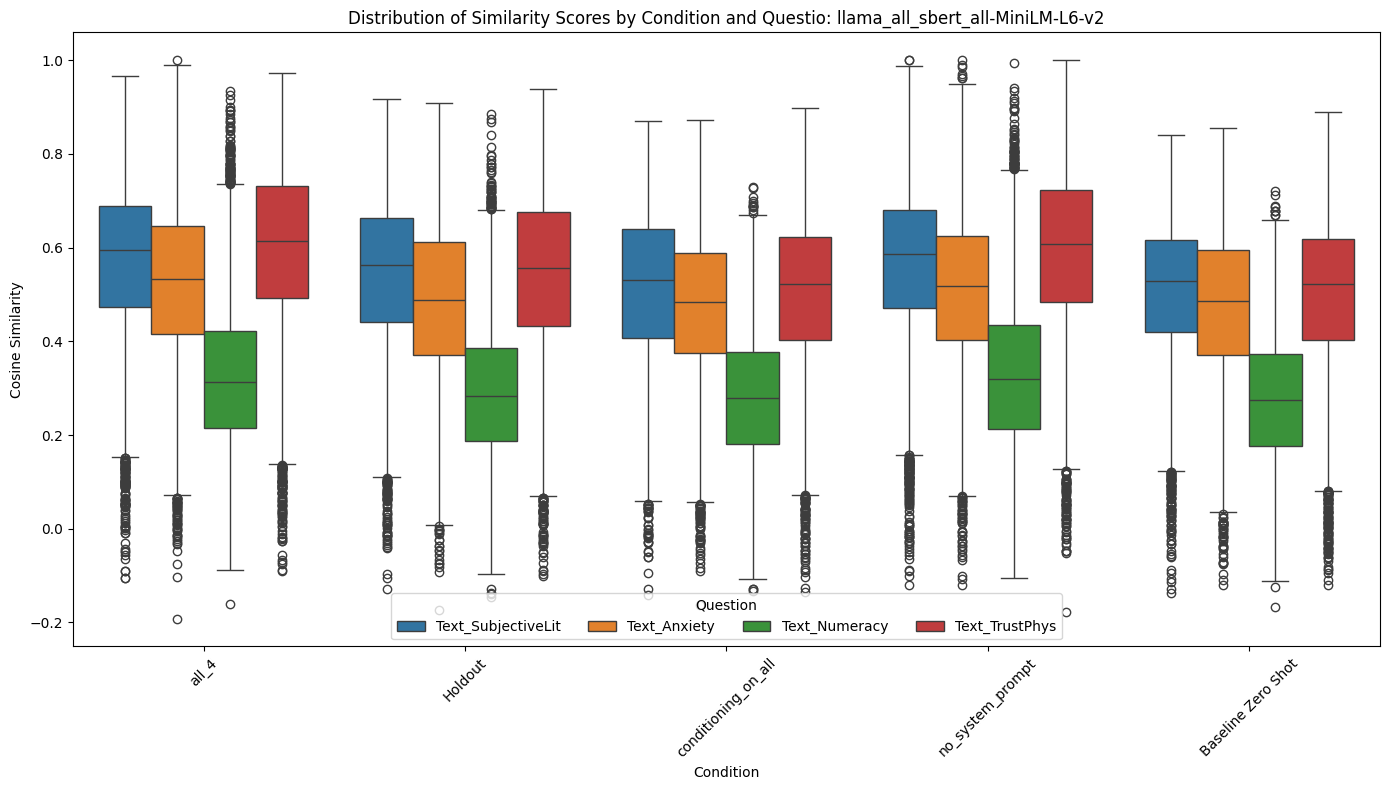 Distribution of Similarity Scores by Condition and Questio: llama_all_sbert_all-MiniLM-L6-v2
Cosine Similarity
1.0
0.8
0.6
0.4
0.2
0.0
−0.2
Question
Text_SubjectiveLit
Text_Anxiety
Text_Numeracy
Text_TrustPhys
all_4
Holdout
conditioning_on_all
no_system_prompt
Baseline Zero Shot
Condition